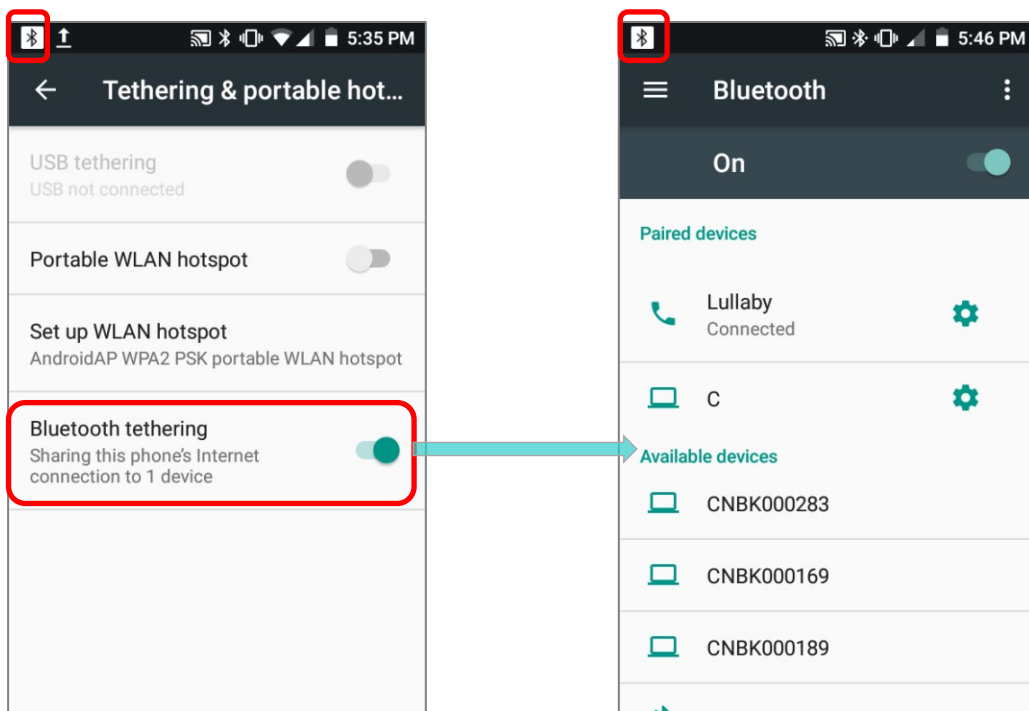 5:35 PM
Tethering & portable hot...
USB tethering
USB not connected
Portable WLAN hotspot
Set up WLAN hotspot
AndroidAP WPA2 PSK portable WLAN hotspot
Bluetooth tethering
Sharing this phone's Internet
connection to 1 device
5:46 PM
Bluetooth
On
Paired devices
Lullaby
Connected
C
Available devices
CNBK000283
CNBK000169
CNBK000189